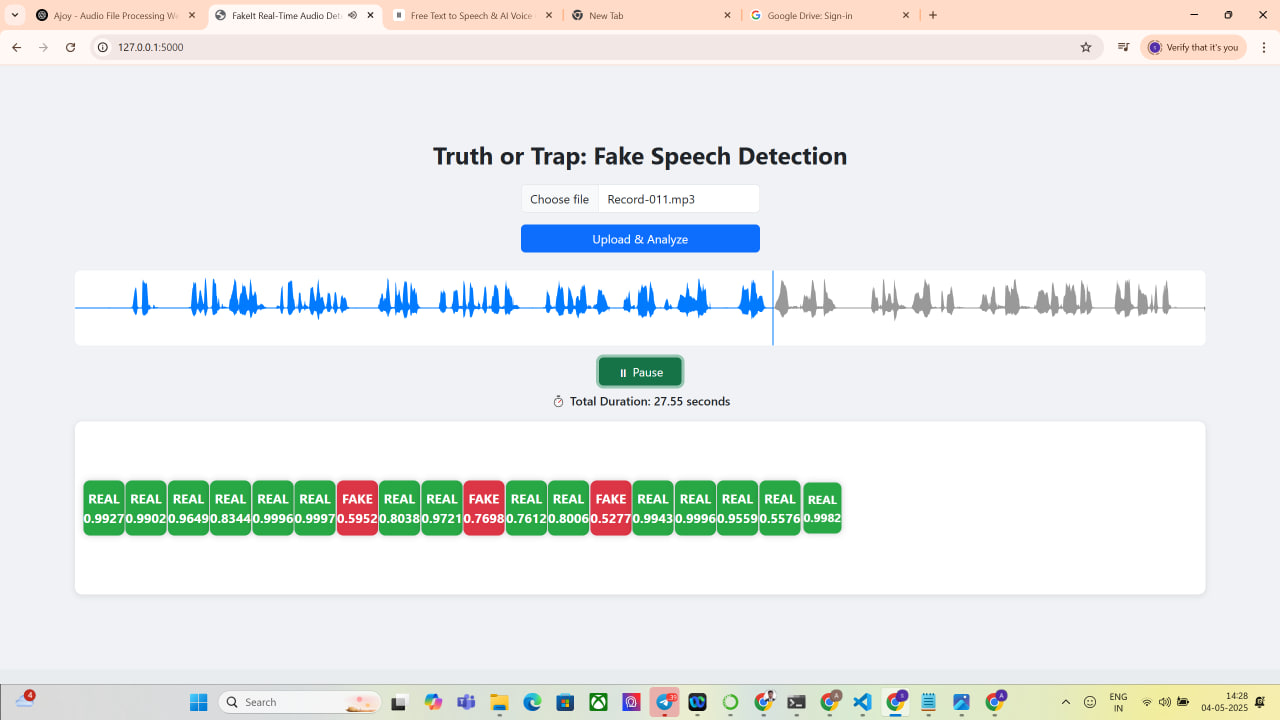 Ajoy - Audio File Processing We
FakeIt Real-Time Audio Det
Free Text to Speech & AI Voice
New Tab
Google Drive: Sign-in
127.0.0.1:5000
Verify that it's you
Truth or Trap: Fake Speech Detection
Choose file Record-011.mp3
Upload & Analyze
Pause
Total Duration: 27.55 seconds
REAL REAL REAL REAL REAL REAL FAKE REAL REAL FAKE REAL REAL FAKE REAL REAL REAL REAL REAL
0.9927 0.9902 0.9649 0.8344 0.9996 0.9997 0.5952 0.8038 0.9721 0.7698 0.7612 0.8006 0.5277 0.9943 0.9996 0.9559 0.5576 0.9982
4
Search
ENG
IN
14:28
04-05-2025